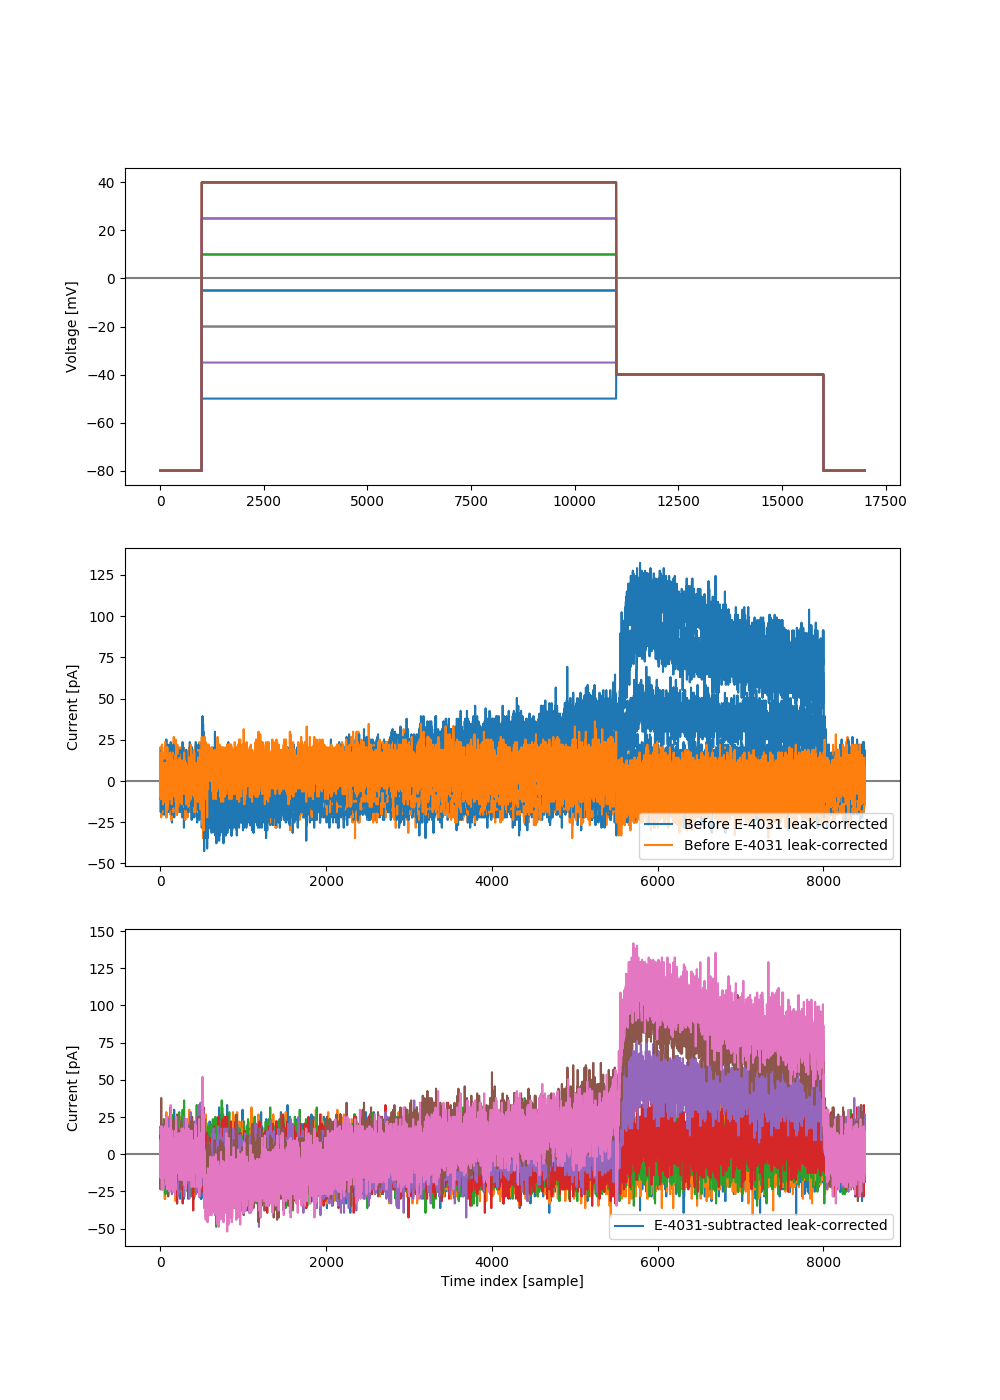 40
20
0
−20
−40
−60
−80
Voltage [mV]
0 2500 5000 7500 10000 12500 15000 17500
125
100
75
50
25
0
−25
−50
Current [pA]
Before E-4031 leak-corrected
Before E-4031 leak-corrected
0 2000 4000 6000 8000
150
125
100
75
50
25
0
−25
−50
Current [pA]
E-4031-subtracted leak-corrected
0 2000 4000 6000 8000
Time index [sample]